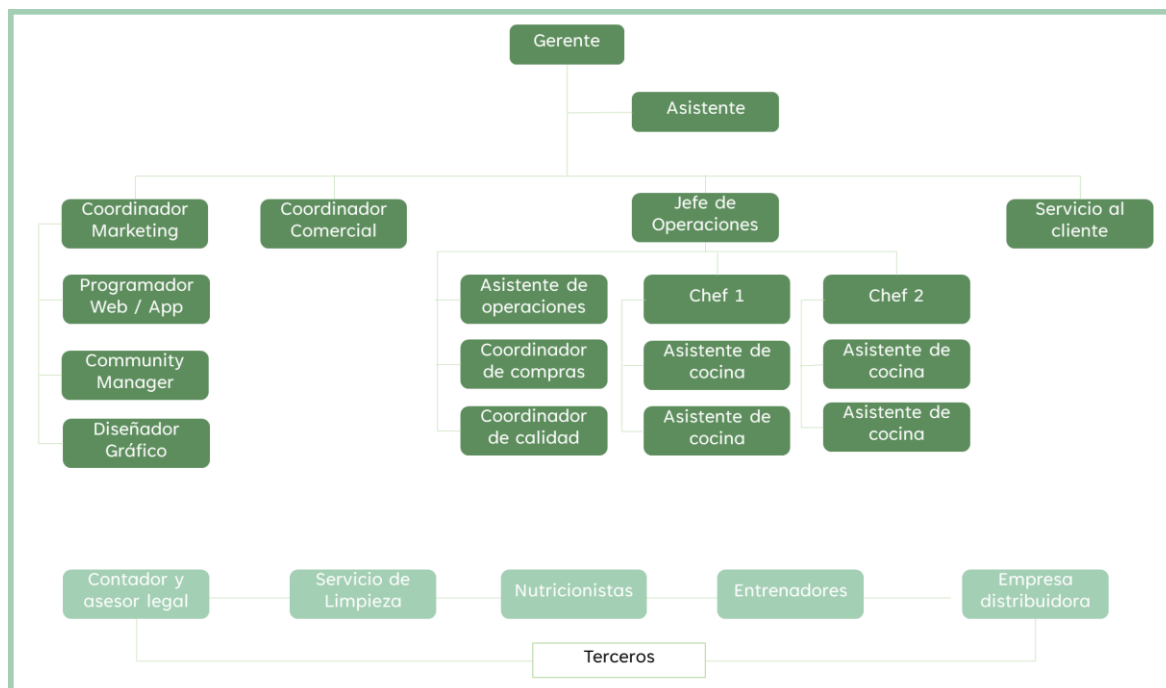 Gerente
Asistente
Coordinador
Marketing
Coordinador
Comercial
Jefe de
Operaciones
Servicio al
cliente
Programador
Web / App
Community
Manager
Diseñador
Gráfico
Asistente de
operaciones
Coordinador
de compras
Coordinador
de calidad
Chef 1
Asistente de
cocina
Asistente de
cocina
Chef 2
Asistente de
cocina
Asistente de
cocina
Contador y
asesor legal
Servicio de
Limpieza
Nutricionistas
Entrenadores
Empresa
distribuidora
Terceros